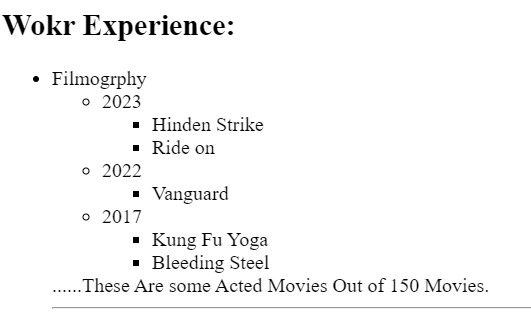 Wokr Experience:
Filmogrphy
2023
Hinden Strike
Ride on
2022
Vanguard
2017
Kung Fu Yoga
Bleeding Steel
......These Are some Acted Movies Out of 150 Movies.